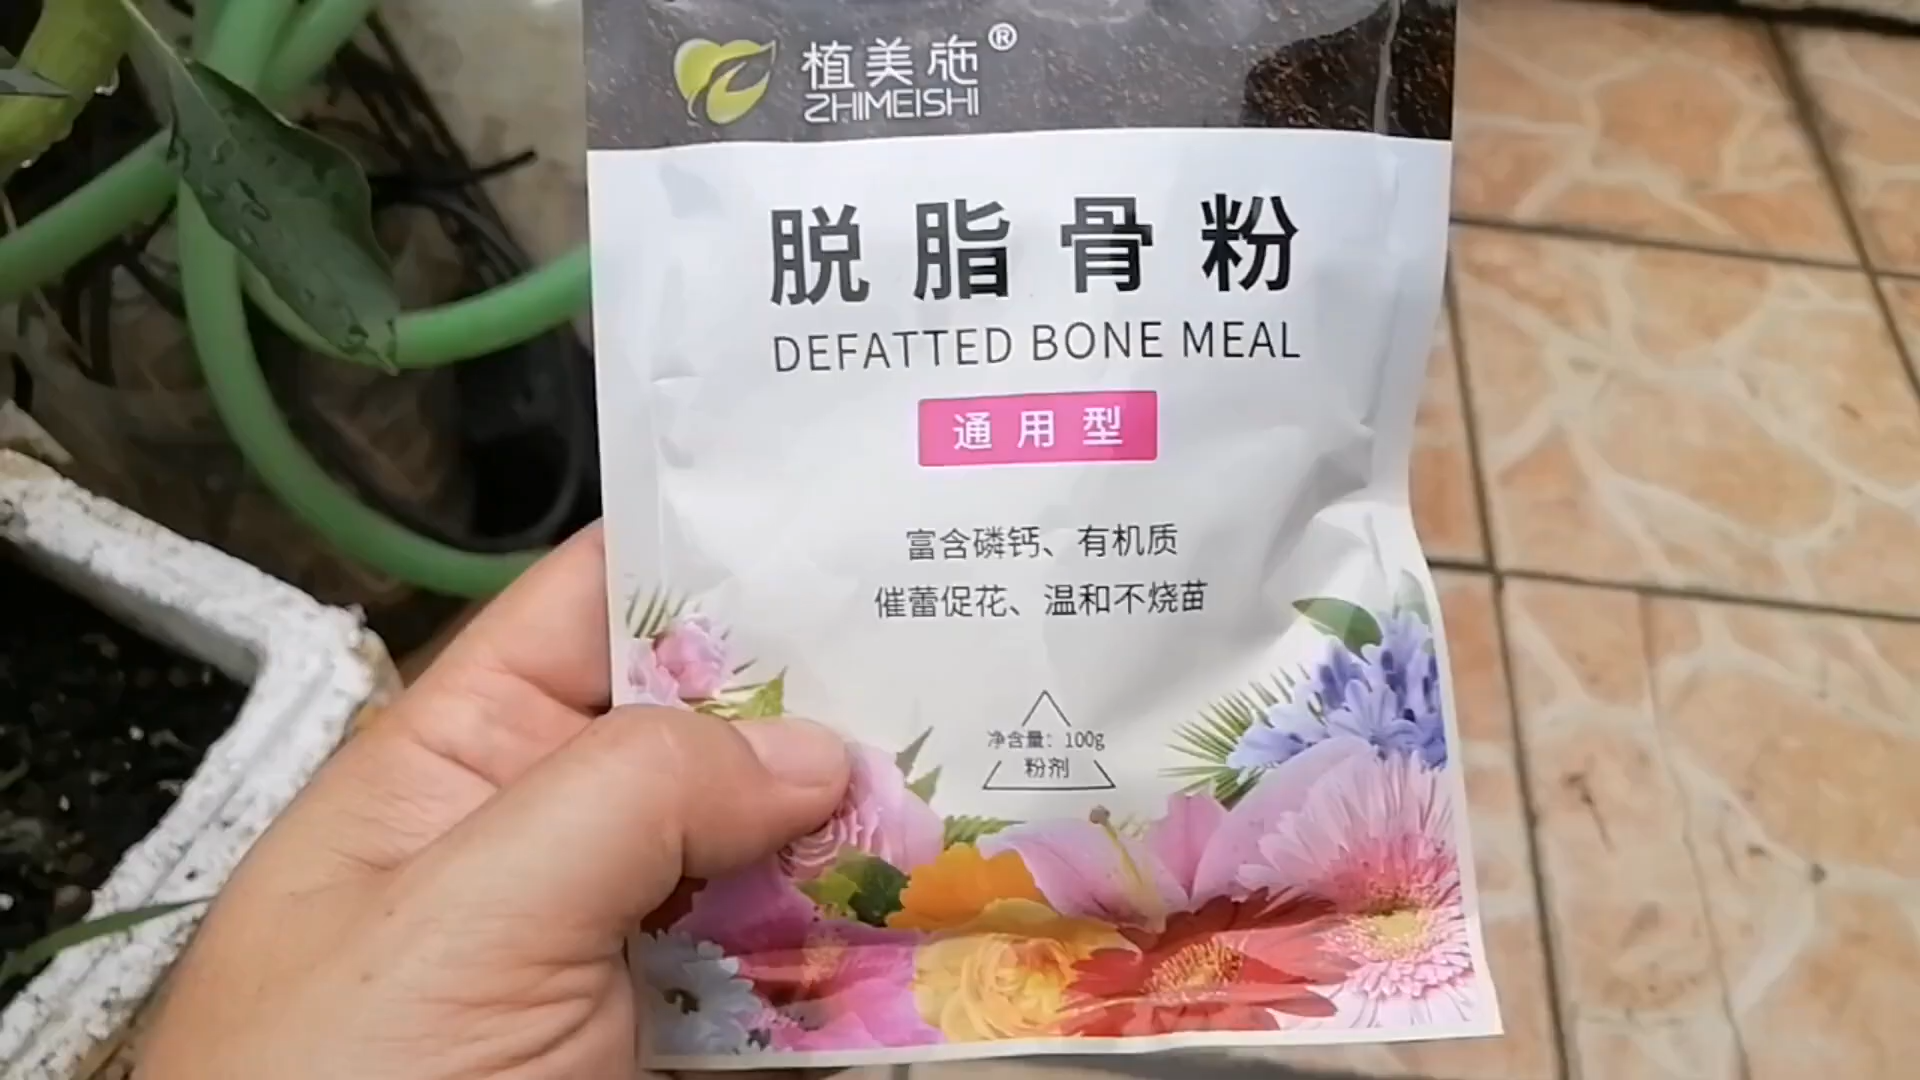 植美施®
ZHIMEISHI
脱脂骨粉
DEFATTED BONE MEAL
通用型
富含磷钙、有机质
催蕾促花、温和不烧苗
净含量：100g
粉剂